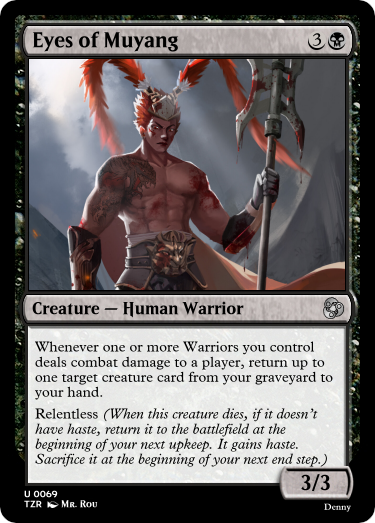 Eyes of Muyang 3
Creature — Human Warrior
Whenever one or more Warriors you control
deals combat damage to a player, return up to
one target creature card from your graveyard to
your hand.
Relentless (When this creature dies, if it doesn't
have haste, return it to the battlefield at the
beginning of your next upkeep. It gains haste.
Sacrifice it at the beginning of your next end step.)
3/3
U 0069
TZR Mr. Rou
Denny